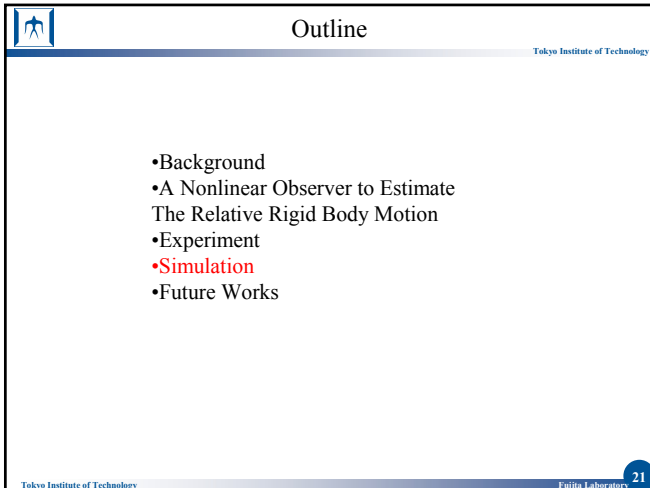 Outline
Tokyo Institute of Technology
•Background
•A Nonlinear Observer to Estimate
The Relative Rigid Body Motion
•Experiment
•Simulation
•Future Works
Tokyo Institute of Technology
Fujita Laboratory
21